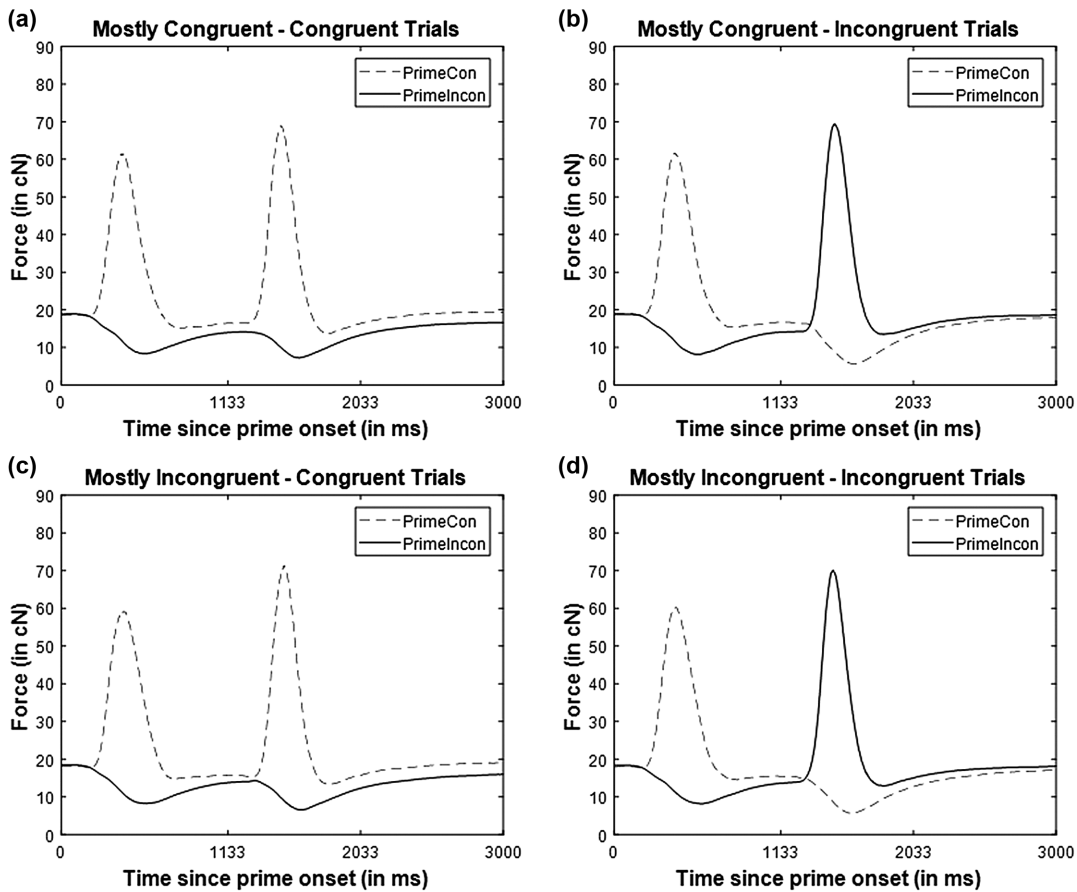 (a)
Mostly Congruent - Congruent Trials
90
80
70
60
50
40
30
20
10
0
Force (in cN)
PrimeCon
PrimeIncon
0 1133 2033 3000
Time since prime onset (in ms)
(b)
Mostly Congruent - Incongruent Trials
90
80
70
60
50
40
30
20
10
0
Force (in cN)
PrimeCon
PrimeIncon
0 1133 2033 3000
Time since prime onset (in ms)
(c)
Mostly Incongruent - Congruent Trials
90
80
70
60
50
40
30
20
10
0
Force (in cN)
PrimeCon
PrimeIncon
0 1133 2033 3000
Time since prime onset (in ms)
(d)
Mostly Incongruent - Incongruent Trials
90
80
70
60
50
40
30
20
10
0
Force (in cN)
PrimeCon
PrimeIncon
0 1133 2033 3000
Time since prime onset (in ms)